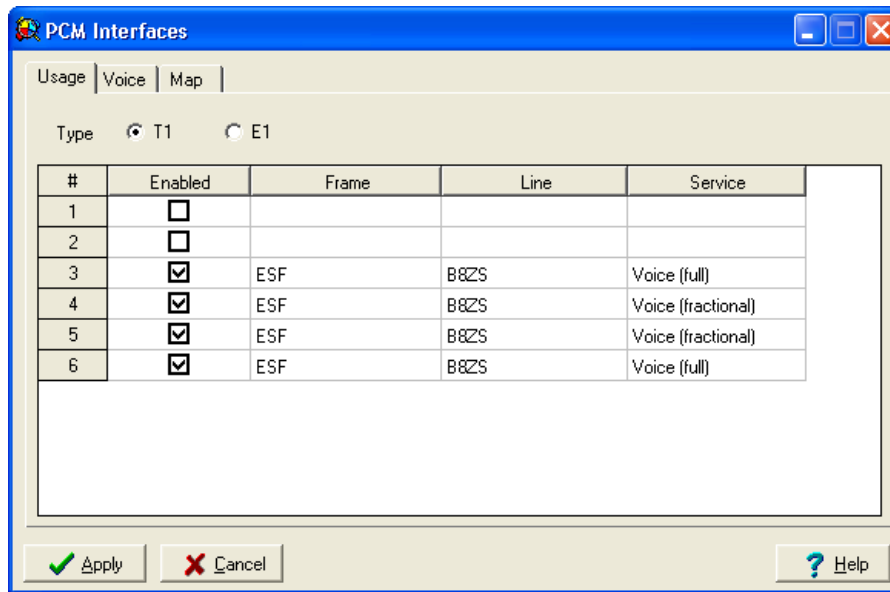 PCM Interfaces
Usage Voice Map
Type T1 E1
# Enabled Frame Line Service
1
2
3 ESF B8ZS Voice (full)
4 ESF B8ZS Voice (fractional)
5 ESF B8ZS Voice (fractional)
6 ESF B8ZS Voice (full)
Apply Cancel ? Help